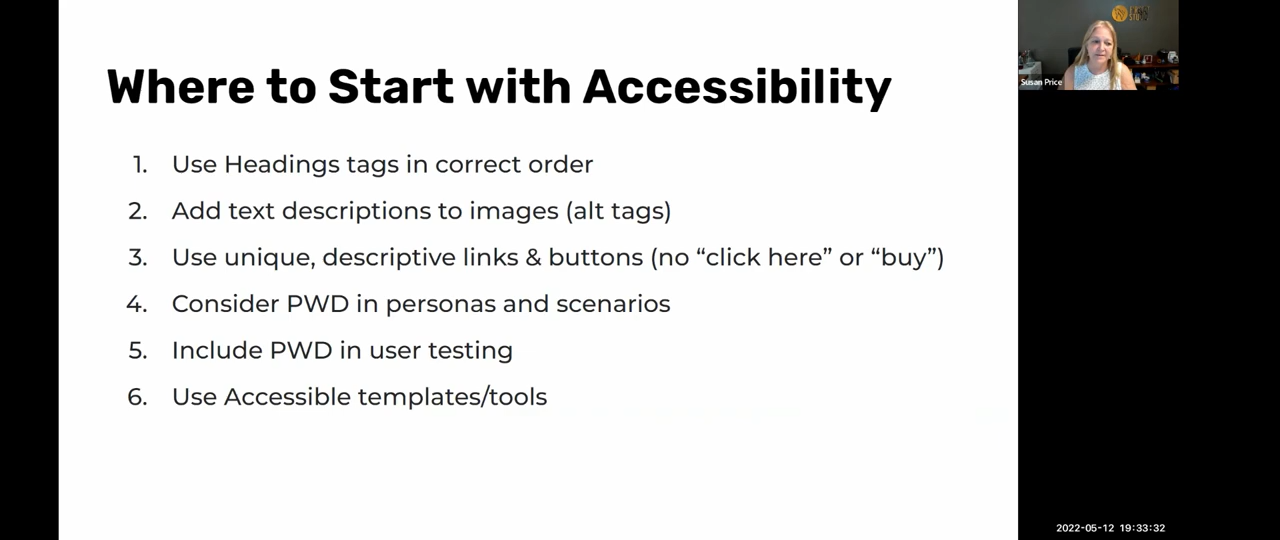 Where to Start with Accessibility
1. Use Headings tags in correct order
2. Add text descriptions to images (alt tags)
3. Use unique, descriptive links & buttons (no “click here” or “buy”)
4. Consider PWD in personas and scenarios
5. Include PWD in user testing
6. Use Accessible templates/tools
Susan Price
2022-05-12 19:33:32